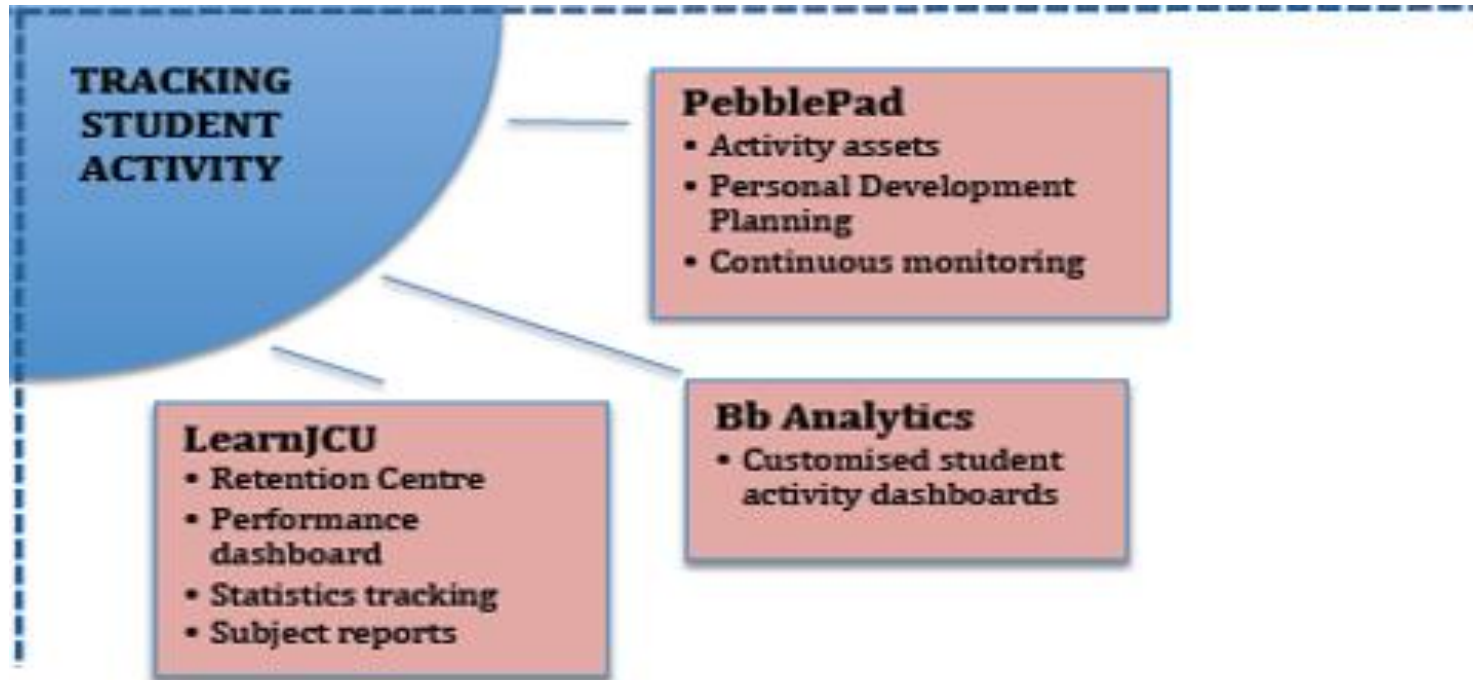 TRACKING
STUDENT
ACTIVITY
PebblePad
• Activity assets
• Personal Development
Planning
• Continuous monitoring
Bb Analytics
• Customised student
activity dashboards
LearnJCU
• Retention Centre
• Performance
dashboard
• Statistics tracking
• Subject reports